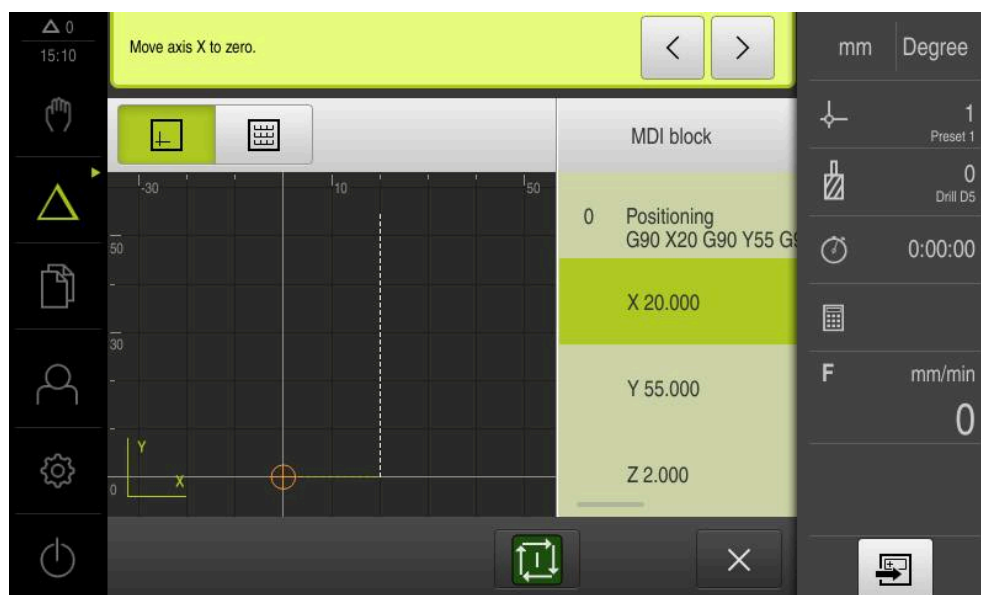 0
15:10
Move axis X to zero.
mm
Degree
1
Preset 1
MDI block
0
Drill D5
-30
10
50
0 Positioning
G90 X20 G90 Y55 G9
0:00:00
50
X 20.000
30
F
mm/min
Y 55.000
0
Y
X
0
Z 2.000